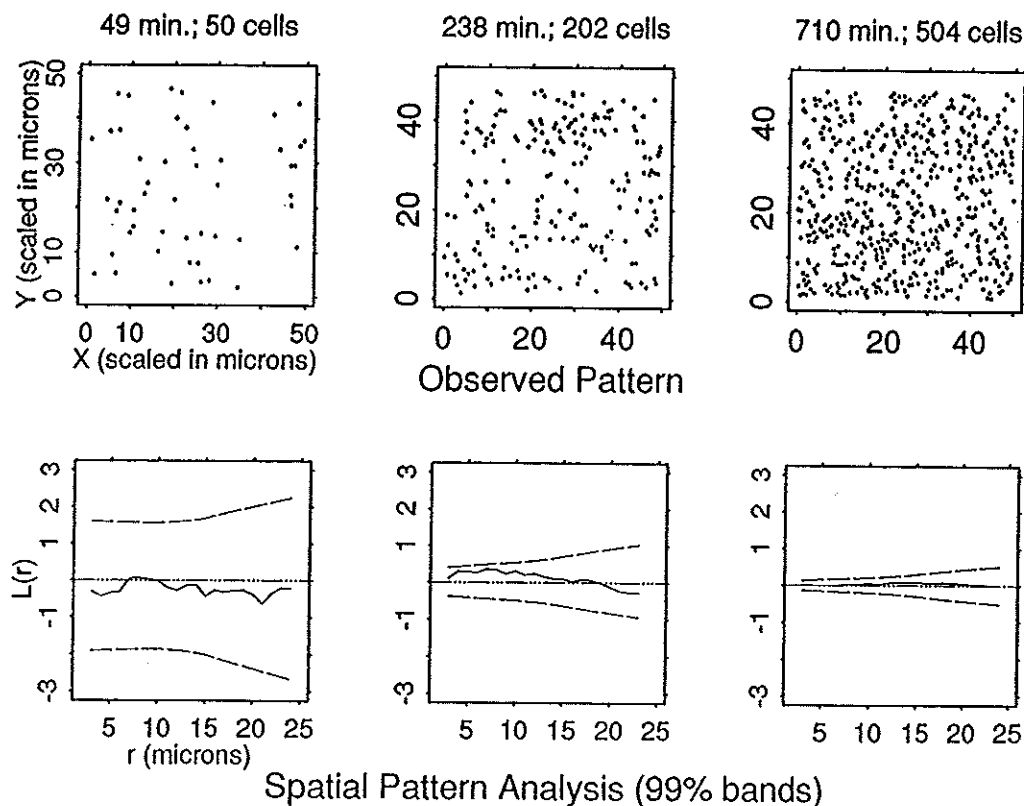 49 min.; 50 cells
238 min.; 202 cells
710 min.; 504 cells
Y (scaled in microns)
50
30
10
0
40
20
0
40
20
0
0 10 30 50
0 20 40
0 20 40
X (scaled in microns)
Observed Pattern
L(r)
3
2
1
-1
-3
3
1
-1
-3
3
1
-1
-3
5 10 15 20 25
5 10 15 20 25
5 10 15 20 25
r (microns)
Spatial Pattern Analysis (99% bands)